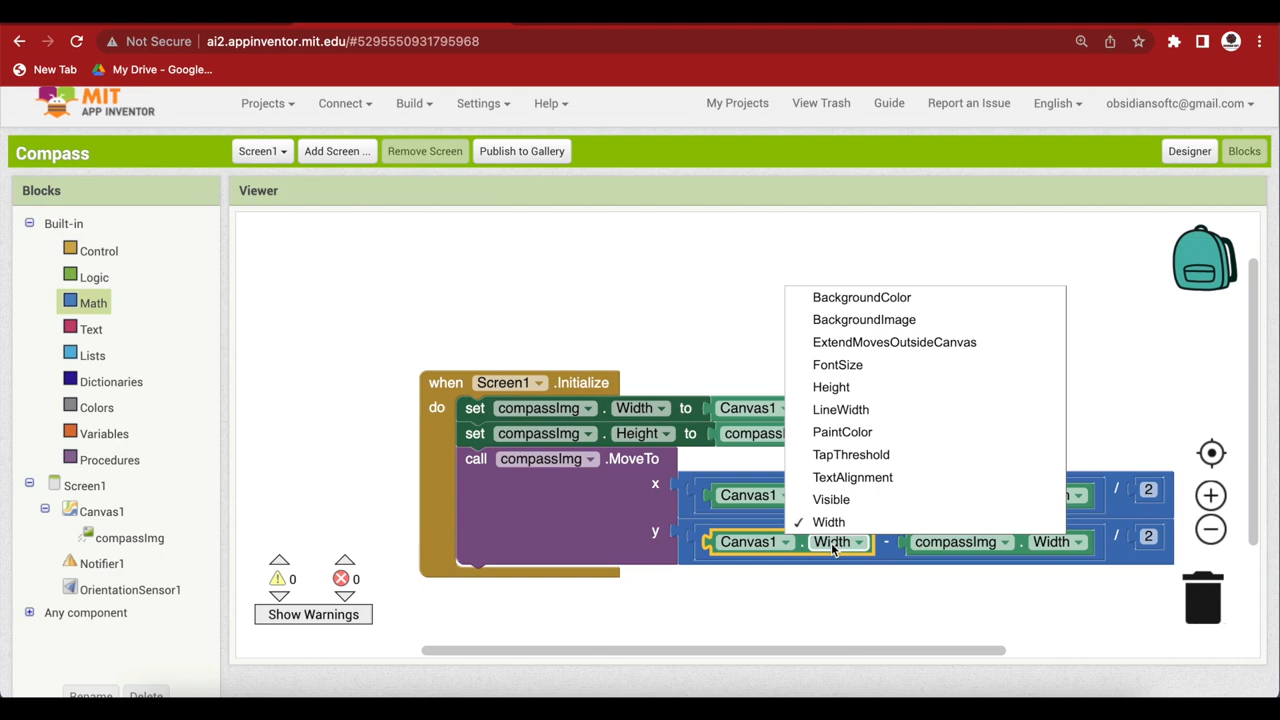 Not Secure | ai2.appinventor.mit.edu/#5295550931795968
New Tab My Drive – Google...
MIT
APP INVENTOR
Projects Connect Build Settings Help My Projects View Trash Guide Report an Issue English obsidiansoftc@gmail.com
Compass Screen1 Add Screen ... Remove Screen Publish to Gallery Designer Blocks
Blocks
Viewer
Built-in
Control
Logic
Math
Text
Lists
Dictionaries
Colors
Variables
Procedures
Screen1
Canvas1
compassImg
Notifier1
OrientationSensor1
Any component
Rename Delete
when Screen1 .Initialize
do set compassImg . Width to Canvas1
set compassImg . Height to
call compassImg .MoveTo
x Canvas1 / 2
y Canvas1 . Width - compassImg . Width / 2
BackgroundColor
BackgroundImage
ExtendMovesOutsideCanvas
FontSize
Height
LineWidth
PaintColor
TapThreshold
TextAlignment
Visible
✓ Width
0 0
Show Warnings